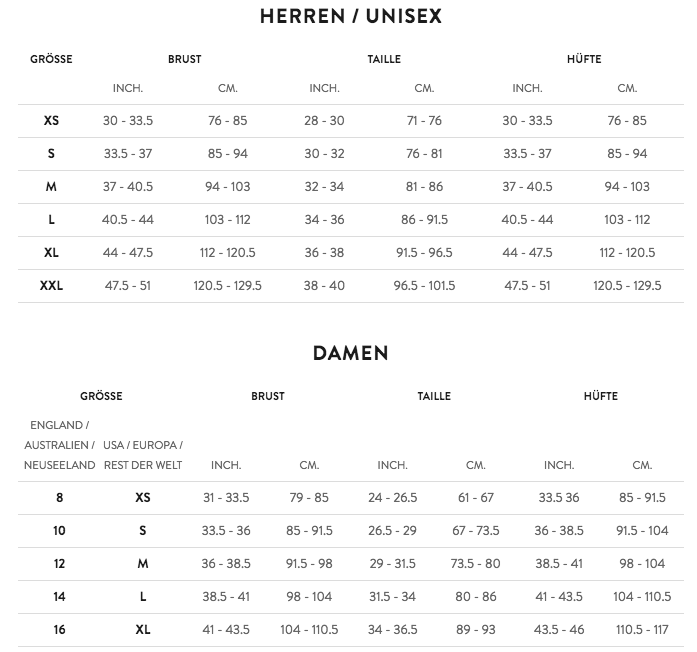 HERREN / UNISEX
GRÖSSE BRUST TAILLE HÜFTE
INCH. CM. INCH. CM. INCH. CM.
XS 30 - 33.5 76 - 85 28 - 30 71 - 76 30 - 33.5 76 - 85
S 33.5 - 37 85 - 94 30 - 32 76 - 81 33.5 - 37 85 - 94
M 37 - 40.5 94 - 103 32 - 34 81 - 86 37 - 40.5 94 - 103
L 40.5 - 44 103 - 112 34 - 36 86 - 91.5 40.5 - 44 103 - 112
XL 44 - 47.5 112 - 120.5 36 - 38 91.5 - 96.5 44 - 47.5 112 - 120.5
XXL 47.5 - 51 120.5 - 129.5 38 - 40 96.5 - 101.5 47.5 - 51 120.5 - 129.5
DAMEN
GRÖSSE BRUST TAILLE HÜFTE
ENGLAND /
AUSTRALIEN / USA / EUROPA /
NEUSEELAND REST DER WELT INCH. CM. INCH. CM. INCH. CM.
8 XS 31 - 33.5 79 - 85 24 - 26.5 61 - 67 33.5 36 85 - 91.5
10 S 33.5 - 36 85 - 91.5 26.5 - 29 67 - 73.5 36 - 38.5 91.5 - 104
12 M 36 - 38.5 91.5 - 98 29 - 31.5 73.5 - 80 38.5 - 41 98 - 104
14 L 38.5 - 41 98 - 104 31.5 - 34 80 - 86 41 - 43.5 104 - 110.5
16 XL 41 - 43.5 104 - 110.5 34 - 36.5 89 - 93 43.5 - 46 110.5 - 117